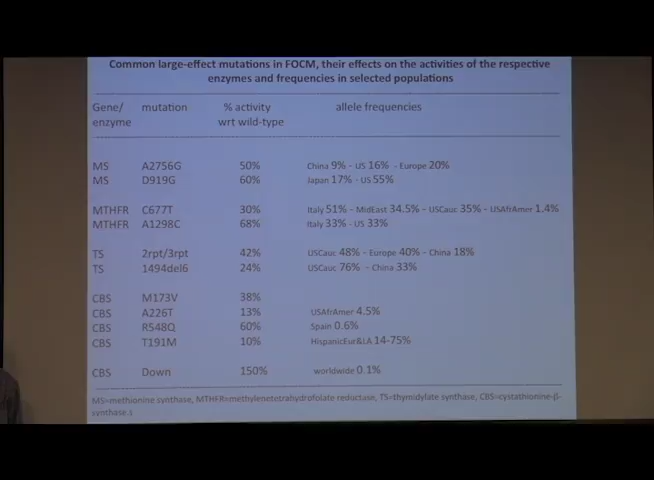 Common large-effect mutations in FOCM, their effects on the activities of the respective
enzymes and frequencies in selected populations
Gene/ mutation % activity allele frequencies
enzyme wrt wild-type
MS A2756G 50% China 9% - US 16% - Europe 20%
MS D919G 60% Japan 17% - US 55%
MTHFR C677T 30% Italy 51% - MidEast 34.5% - USCauc 35% - USAfrAmer 1.4%
MTHFR A1298C 68% Italy 33% - US 33%
TS 2rpt/3rpt 42% USCauc 48% - Europe 40% - China 18%
TS 1494del6 24% USCauc 76% - China 33%
CBS M173V 38%
CBS A226T 13% USAfrAmer 4.5%
CBS R548Q 60% Spain 0.6%
CBS T191M 10% HispanicEur&LA 14-75%
CBS Down 150% worldwide 0.1%
MS=methionine synthase, MTHFR=methylenetetrahydrofolate reductase, TS=thymidylate synthase, CBS=cystathionine-β-
synthase.s